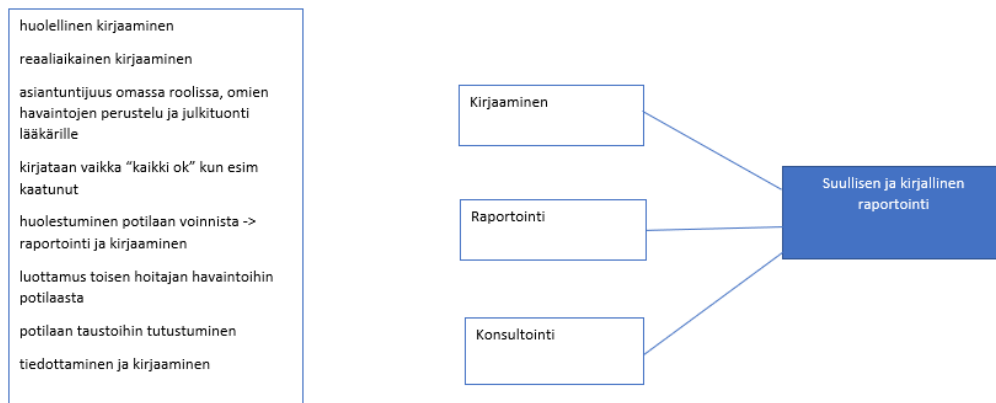 huolellinen kirjaaminen
reaaliaikainen kirjaaminen
asiantuntijuus omassa roolissa, omien
havaintojen perustelu ja julkituonti
lääkärille
kirjataan vaikka “kaikki ok” kun esim
kaatunut
huolestuminen potilaan voinnista ->
raportointi ja kirjaaminen
luottamus toisen hoitajan havaintoihin
potilaasta
potilaan taustoihin tutustuminen
tiedottaminen ja kirjaaminen
Kirjaaminen
Raportointi
Konsultointi
Suullisen ja kirjallinen
raportointi